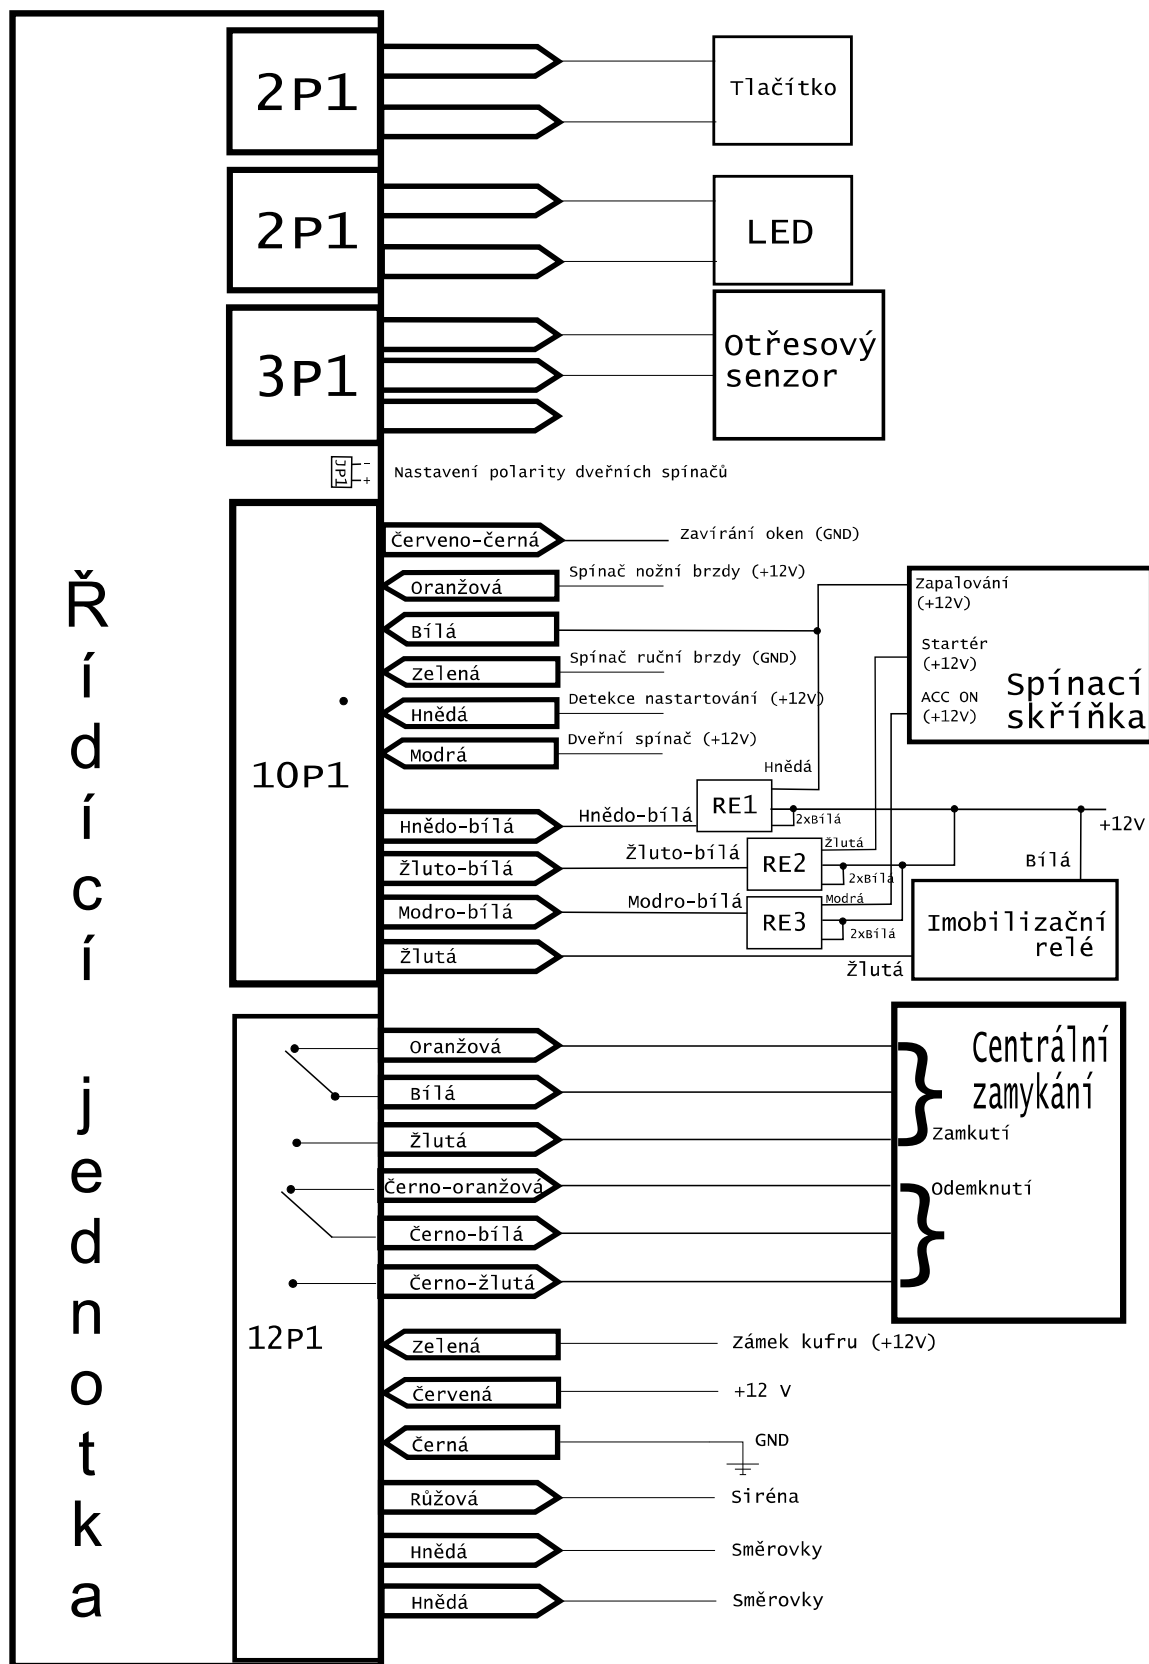 Řídící jednotka
2P1
Tlačítko
2P1
LED
3P1
Otřesový
senzor
JP1
-
+
Nastavení polarity dveřních spínačů
10P1
Červeno-černá
Zavírání oken (GND)
Oranžová
Spínač nožní brzdy (+12V)
Bílá
Zelená
Spínač ruční brzdy (GND)
Hnědá
Detekce nastartování (+12V)
Modrá
Dveřní spínač (+12V)
Zapalování
(+12V)
Startér
(+12V)
ACC ON
(+12V)
Spínací
skříňka
Hnědá
Hnědo-bílá
Hnědo-bílá
RE1
2xBílá
+12V
Žluto-bílá
Žluto-bílá
RE2
Žlutá
2xBílá
Bílá
Modro-bílá
Modro-bílá
RE3
Modrá
2xBílá
Imobilizační
relé
Žlutá
Žlutá
12P1
Oranžová
Bílá
Žlutá
Černo-oranžová
Černo-bílá
Černo-žlutá
Centrální
zamykání
Zamkutí
Odemknutí
Zelená
Zámek kufru (+12V)
Červená
+12 V
Černá
GND
Růžová
Siréna
Hnědá
Směrovky
Hnědá
Směrovky